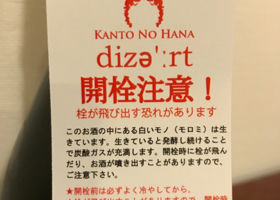 KANTO NO HANA
dizə'ːrt
開栓注意！
栓が飛び出す恐れがあります
このお酒の中にある白いモノ（モロミ）は生
きています。生きていると発酵し続けること
で炭酸ガスが充満します。開栓時に栓が飛ん
だり、お酒が噴き出すことがありますので、
ご注意下さい。
★開栓前は必ずよく冷やしてから、